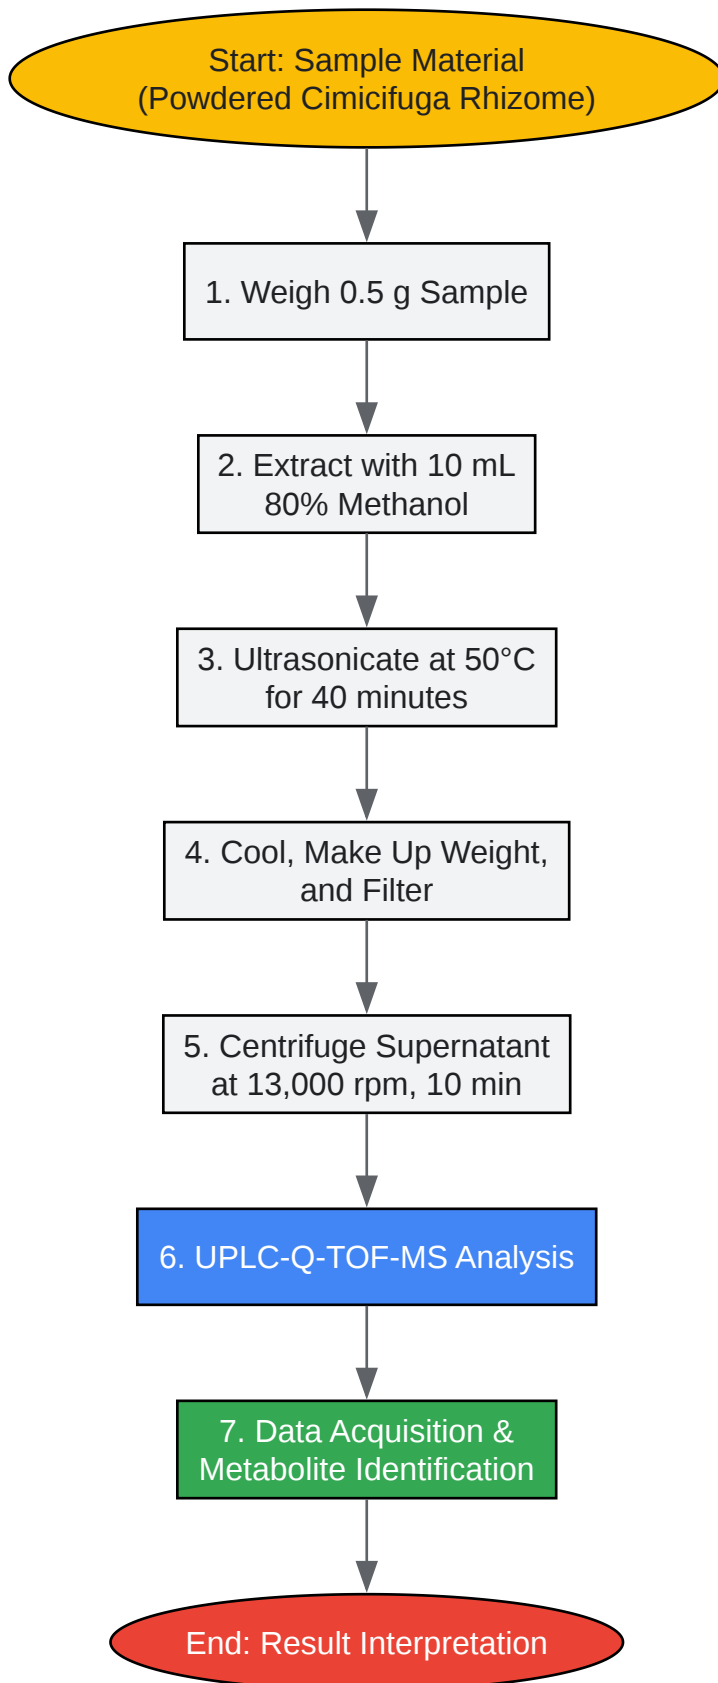 Start: Sample Material
(Powdered Cimicifuga Rhizome)
1. Weigh 0.5 g Sample
2. Extract with 10 mL
80% Methanol
3. Ultrasonicate at 50°C
for 40 minutes
4. Cool, Make Up Weight,
and Filter
5. Centrifuge Supernatant
at 13,000 rpm, 10 min
6. UPLC-Q-TOF-MS Analysis
7. Data Acquisition &
Metabolite Identification
End: Result Interpretation